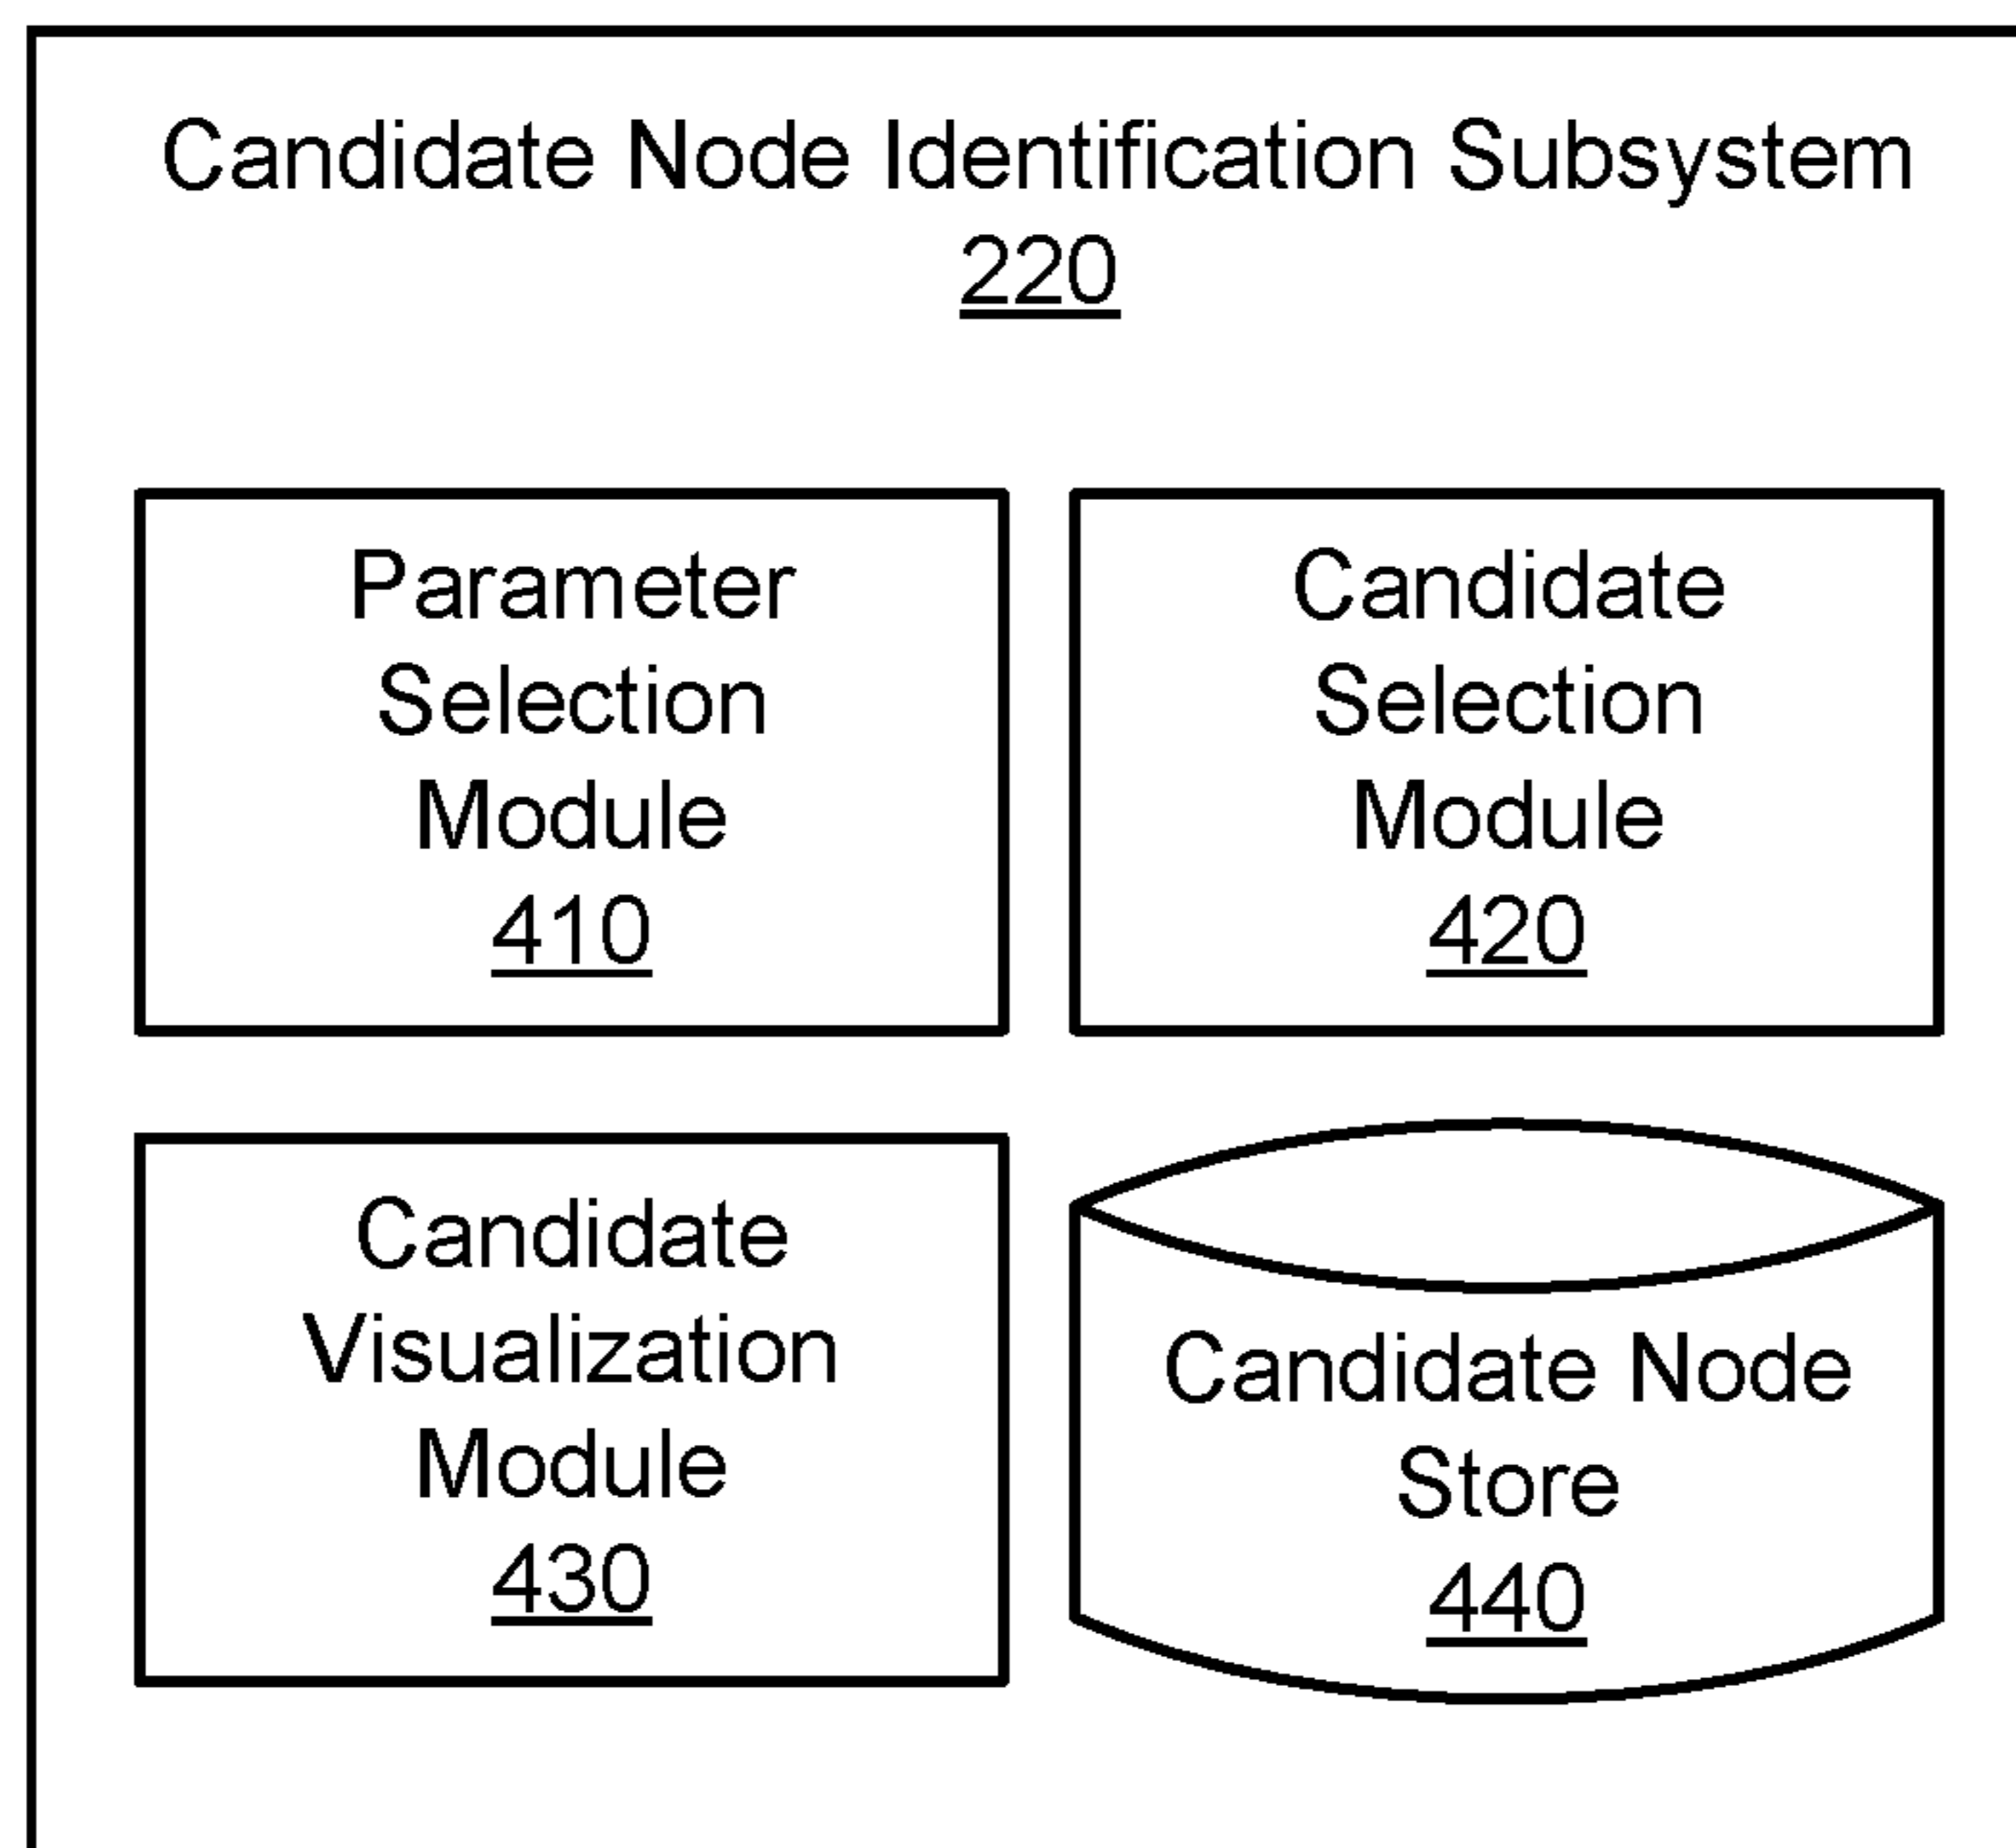 Candidate Node Identification Subsystem
220
Parameter
Selection
Module
410
Candidate
Selection
Module
420
Candidate
Visualization
Module
430
Candidate Node
Store
440